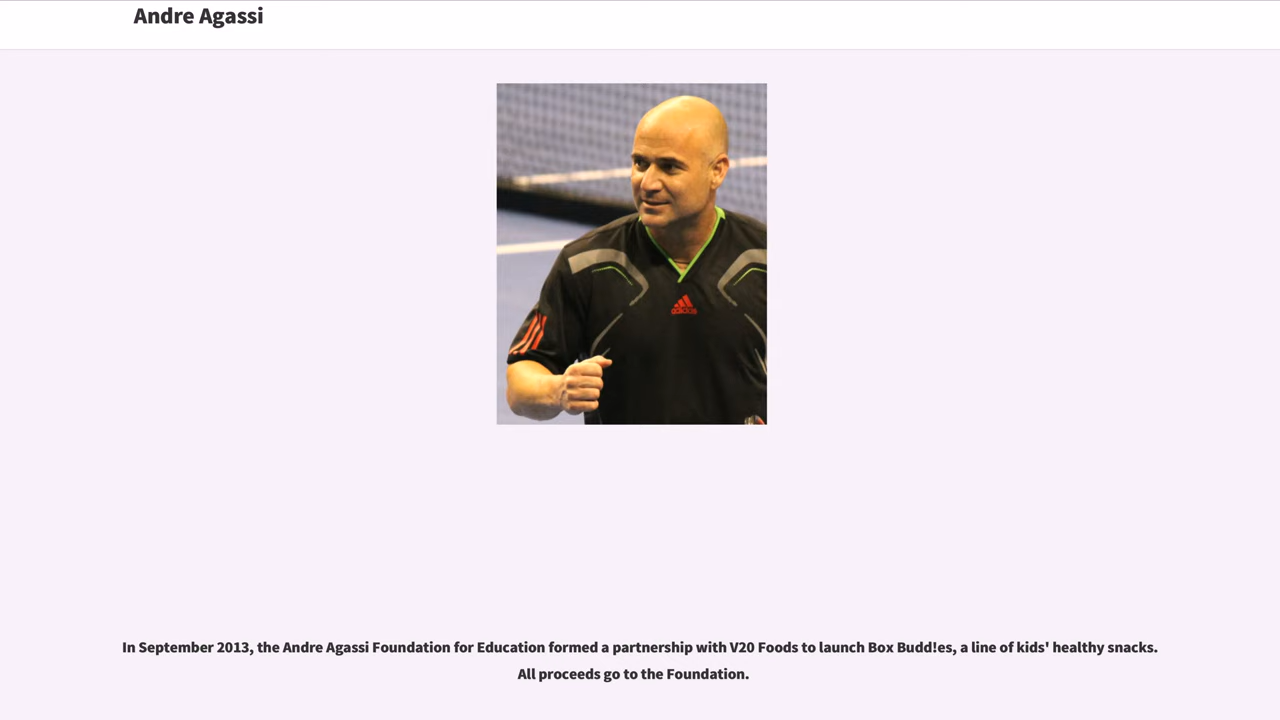 Andre Agassi
adidas
In September 2013, the Andre Agassi Foundation for Education formed a partnership with V20 Foods to launch Box Budd!es, a line of kids' healthy snacks.
All proceeds go to the Foundation.